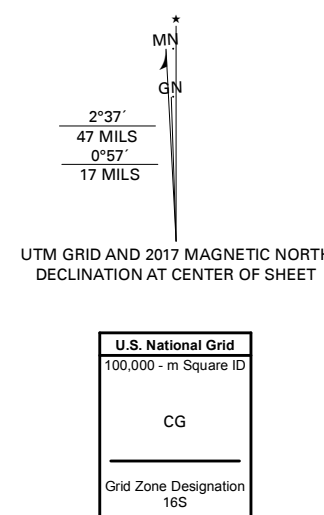 ★
MN
GN
2°37´
47 MILS
0°57´
17 MILS
UTM GRID AND 2017 MAGNETIC NORTH
DECLINATION AT CENTER OF SHEET
U.S. National Grid
100,000 - m Square ID
CG
Grid Zone Designation
16S